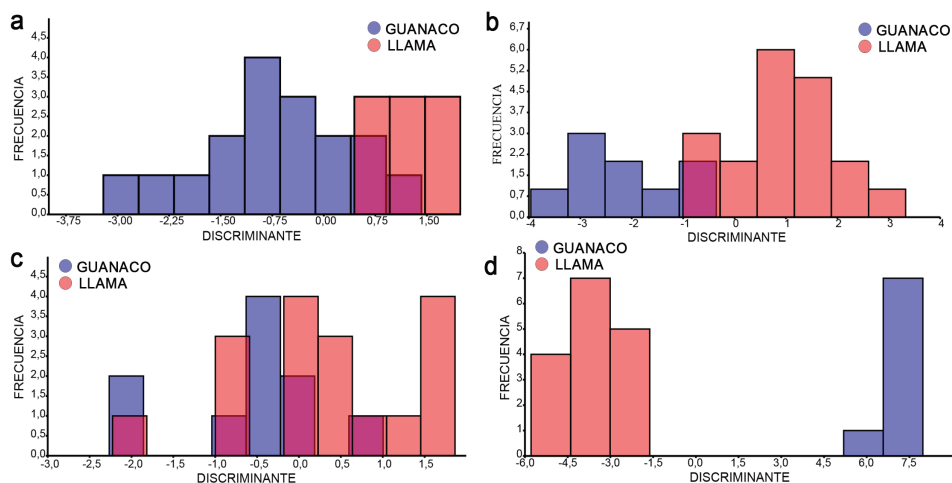 a
GUANACO
LLAMA
FRECUENCIA
4,5
4,0
3,5
3,0
2,5
2,0
1,5
1,0
0,5
0,0
-3,75 -3,00 -2,25 -1,50 -0,75 0,00 0,75 1,50
DISCRIMINANTE
b
GUANACO
LLAMA
FRECUENCIA
6,7
6,0
5,2
4,5
3,7
3,0
2,2
1,5
0,7
0,0
-4 -3 -2 -1 0 1 2 3 4
DISCRIMINANTE
c
GUANACO
LLAMA
FRECUENCIA
4,5
4,0
3,5
3,0
2,5
2,0
1,5
1,0
0,5
0,0
-3,0 -2,0 -1,0 -0,5 0,0 0,5 1,0 1,5
DISCRIMINANTE
d
GUANACO
LLAMA
FRECUENCIA
8
7
6
5
4
3
2
1
0
-6,0 -4,5 -3,0 -1,5 0,0 1,5 3,0 4,5 6,0 7,5
DISCRIMINANTE